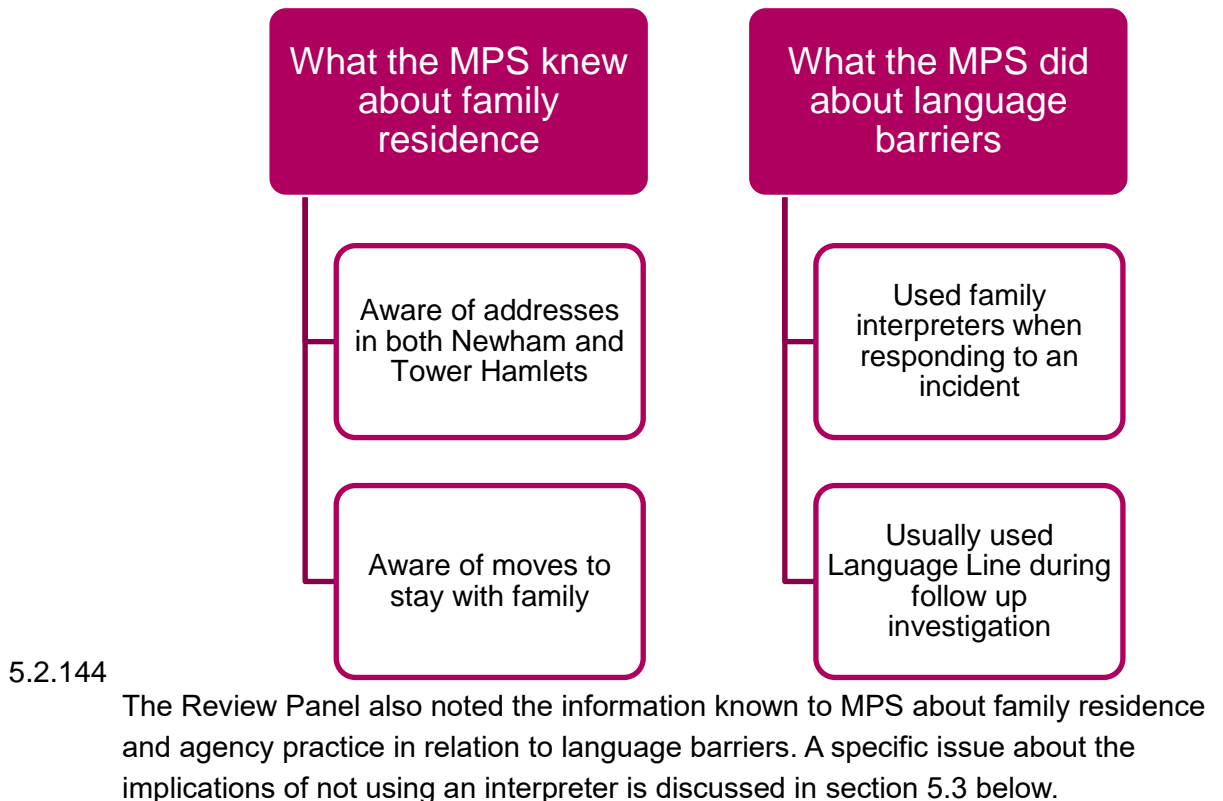 What the MPS knew
about family
residence
Aware of addresses
in both Newham and
Tower Hamlets
Aware of moves to
stay with family
What the MPS did
about language
barriers
Used family
interpreters when
responding to an
incident
Usually used
Language Line during
follow up
investigation
5.2.144
The Review Panel also noted the information known to MPS about family residence
and agency practice in relation to language barriers. A specific issue about the
implications of not using an interpreter is discussed in section 5.3 below.